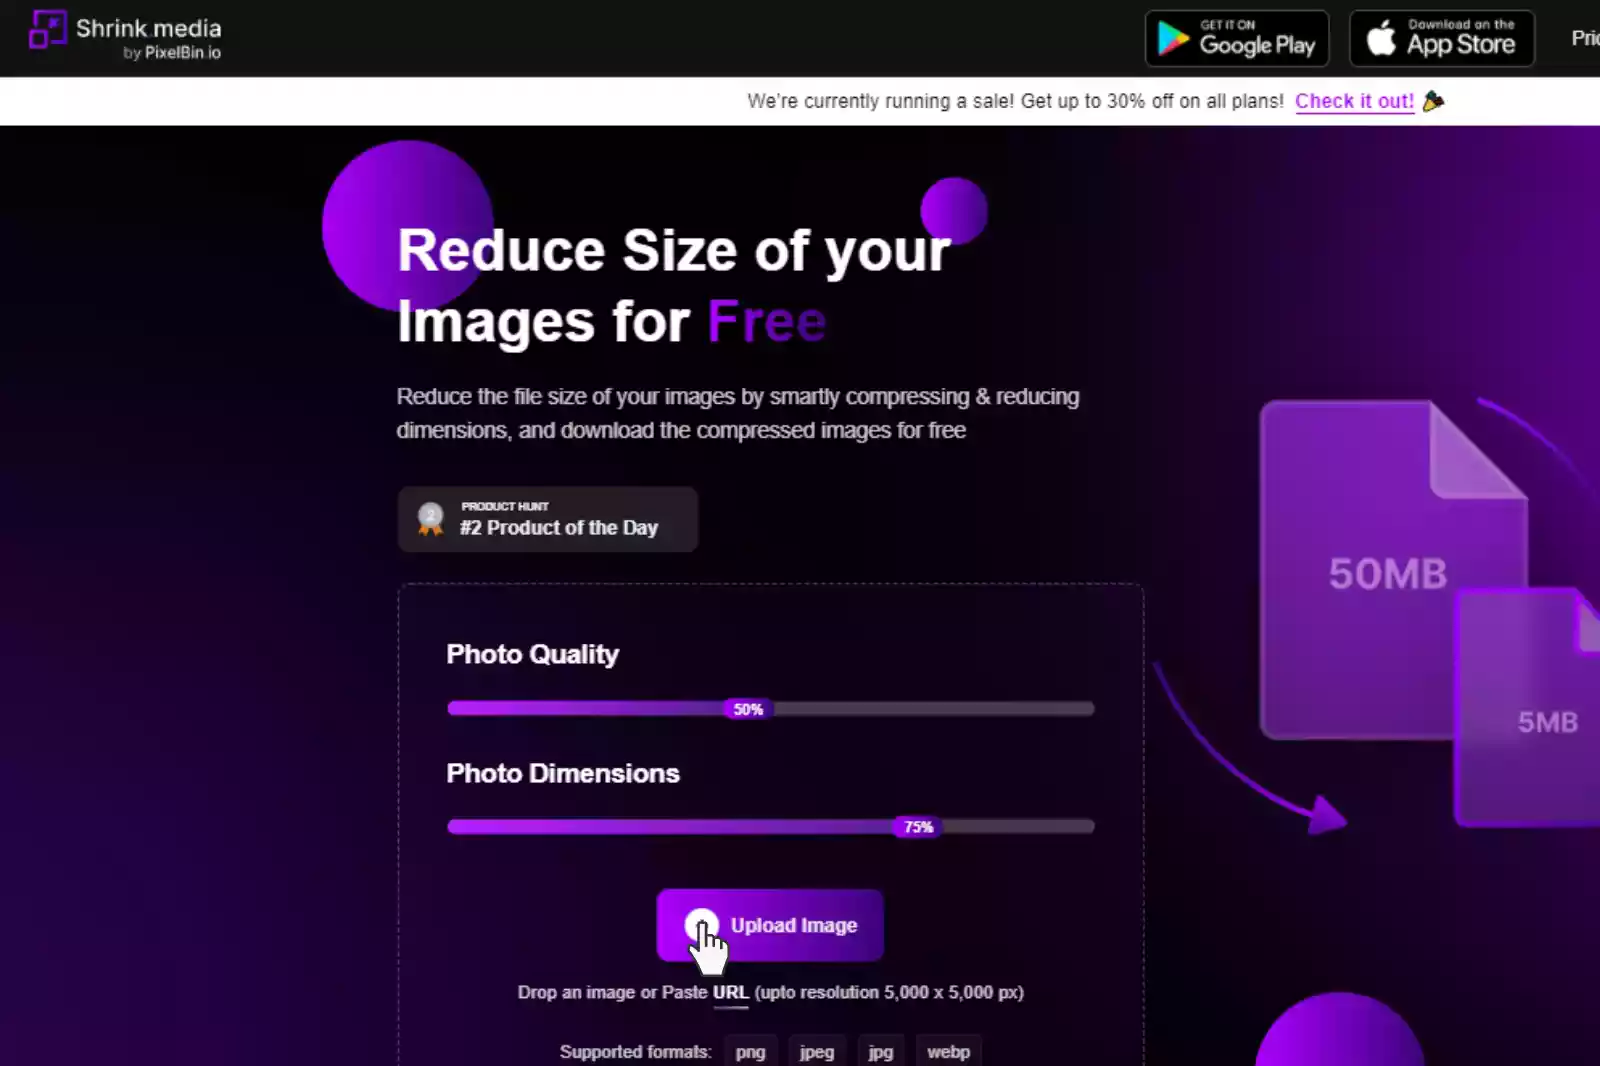 Shrink.media
by PixelBin.io
GET IT ON
Google Play
Download on the
App Store
We're currently running a sale! Get up to 30% off on all plans! Check it out!
Reduce Size of your
Images for Free
Reduce the file size of your images by smartly compressing & reducing
dimensions, and download the compressed images for free
2
PRODUCT HUNT
#2 Product of the Day
50MB
5MB
Photo Quality
50%
Photo Dimensions
75%
Upload Image
Drop an image or Paste URL (upto resolution 5,000 x 5,000 px)
Supported formats: png jpeg jpg webp